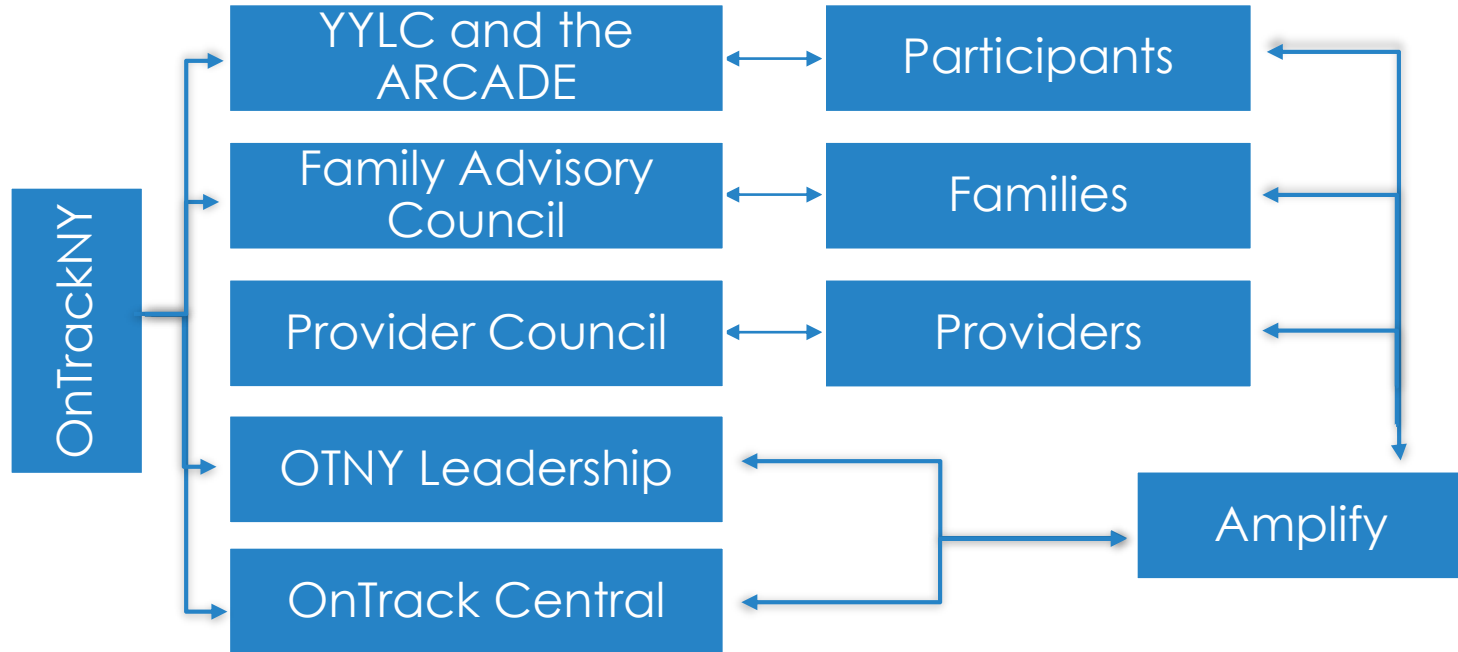 YYLC and the
ARCADE
Participants
Family Advisory
Council
Families
OnTrackNY
Provider Council
Providers
OTNY Leadership
Amplify
OnTrack Central